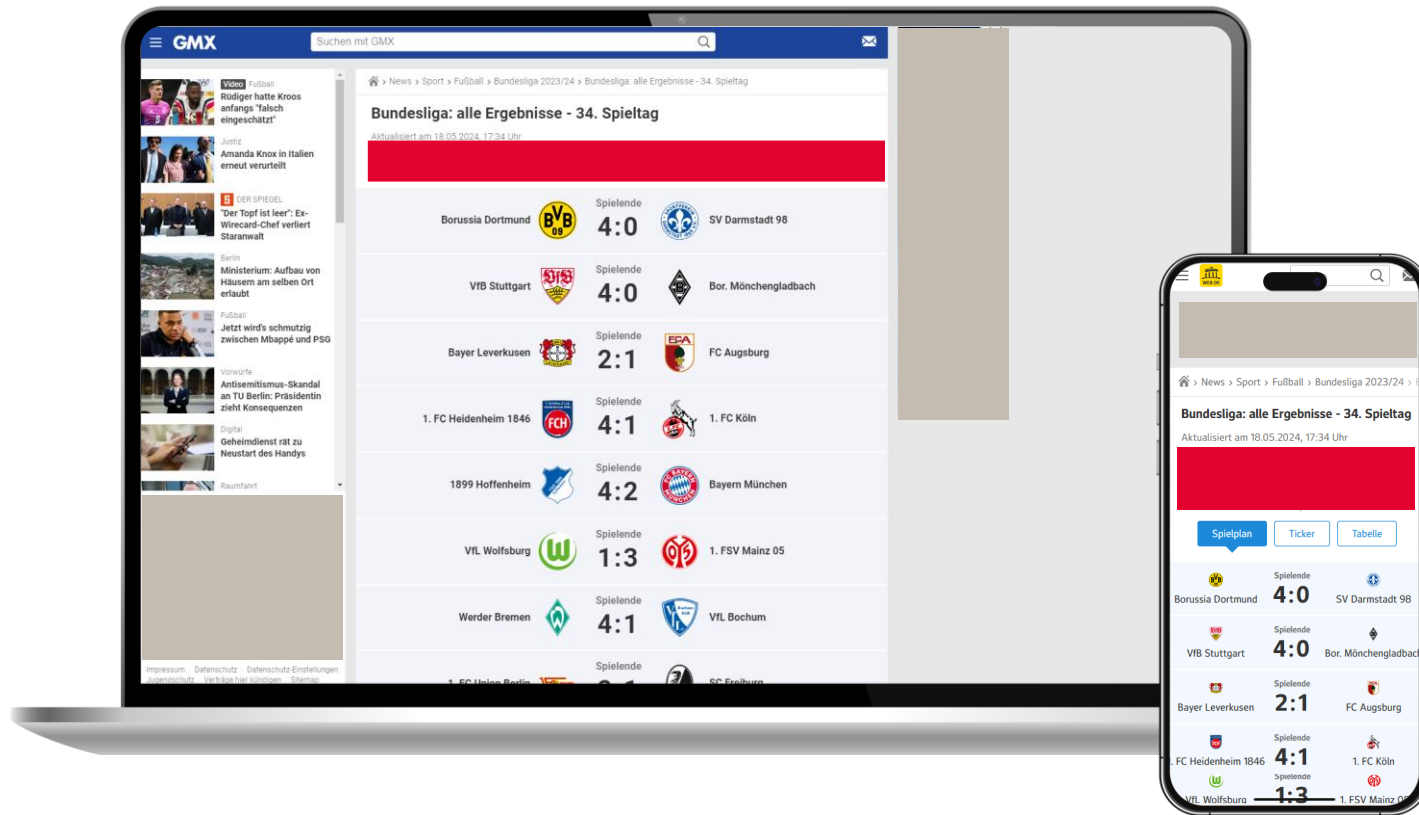 GMX
Suchen mit GMX
Video Fußball
Rüdiger hatte Kroos
anfangs "falsch
eingeschätzt"
Justiz
Amanda Knox in Italien
erneut verurteilt
DER SPIEGEL
"Der Topf ist leer": Ex-
Wirecard-Chef verliert
Staranwalt
Berlin
Ministerium: Aufbau von
Häusern am selben Ort
erlaubt
Fußball
Jetzt wird's schmutzig
zwischen Mbappé und PSG
Vorwürfe
Antisemitismus-Skandal
an TU Berlin: Präsidentin
zieht Konsequenzen
Digital
Geheimdienst rät zu
Neustart des Handys
Raumfahrt
Impressum Datenschutz Datenschutz-Einstellungen
Jugendschutz Verträge hier kündigen Sitemap
› News › Sport › Fußball › Bundesliga 2023/24 › Bundesliga: alle Ergebnisse - 34. Spieltag
Bundesliga: alle Ergebnisse - 34. Spieltag
Aktualisiert am 18.05.2024, 17:34 Uhr
Spielende
Borussia Dortmund BVB 09 4:0 SV Darmstadt 98
Spielende
VfB Stuttgart 4:0 Bor. Mönchengladbach
Spielende
Bayer Leverkusen 2:1 FCA FC Augsburg
Spielende
1. FC Heidenheim 1846 FCH 4:1 1. FC Köln
Spielende
1899 Hoffenheim 4:2 Bayern München
Spielende
VfL Wolfsburg 1:3 1. FSV Mainz 05
Spielende
Werder Bremen 4:1 VfL Bochum
Spielende
1. FC Union Berlin 2:1 SC Freiburg
WEB.DE
› News › Sport › Fußball › Bundesliga 2023/24 ›
Bundesliga: alle Ergebnisse - 34. Spieltag
Aktualisiert am 18.05.2024, 17:34 Uhr
Spielplan Ticker Tabelle
Spielende
Borussia Dortmund 4:0 SV Darmstadt 98
Spielende
VfB Stuttgart 4:0 Bor. Mönchengladbach
Spielende
Bayer Leverkusen 2:1 FC Augsburg
Spielende
. FC Heidenheim 1846 4:1 1. FC Köln
Spielende
VfL Wolfsburg 1:3 1. FSV Mainz 05